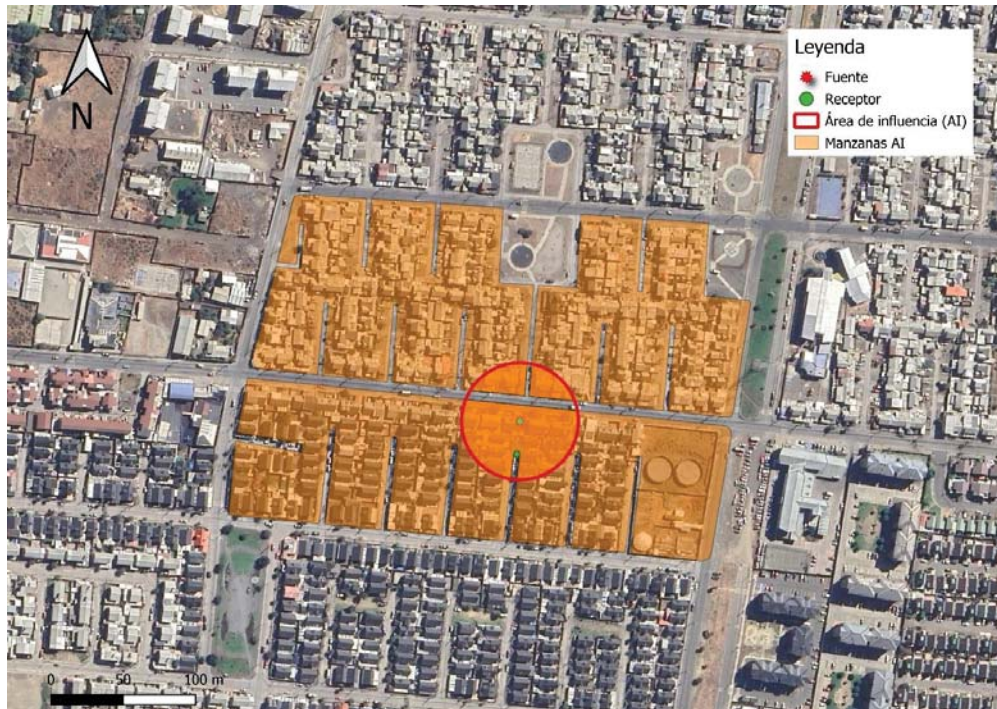 Leyenda
Fuente
Receptor
Área de influencia (AI)
Manzanas AI
N
0 50 100 m